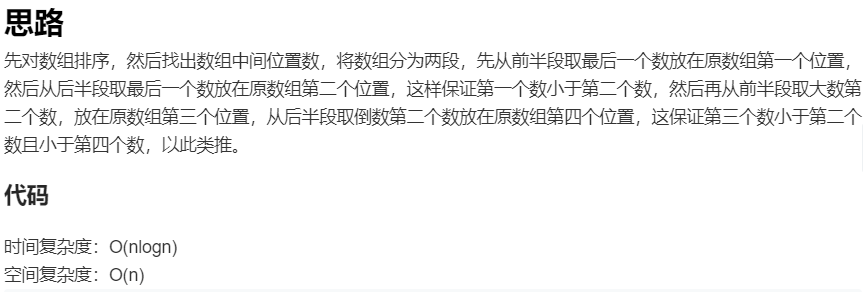 思路
先对数组排序，然后找出数组中间位置数，将数组分为两段，先从前半段取最后一个数放在原数组第一个位置，
然后从后半段取最后一个数放在原数组第二个位置，这样保证第一个数小于第二个数，然后再从前半段取大数第
二个数，放在原数组第三个位置，从后半段取倒数第二个数放在原数组第四个位置，这保证第三个数小于第二个
数且小于第四个数，以此类推。
代码
时间复杂度：O(nlogn)
空间复杂度：O(n)